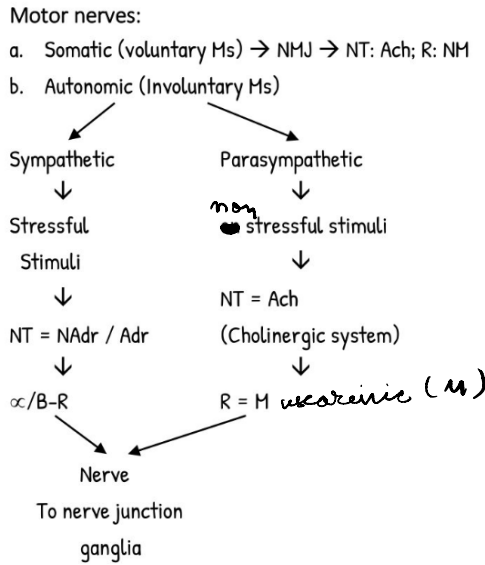 Motor nerves:
a. Somatic (voluntary Ms) → NMJ → NT: Ach; R: NM
b. Autonomic (Involuntary Ms)
Sympathetic
Parasympathetic
↓
↓
Stressful
Stimuli
non
stressful stimuli
↓
↓
NT = NAdr / Adr
NT = Ach
(Cholinergic system)
↓
↓
∝/B-R
R = M uscarinic (M)
Nerve
To nerve junction
ganglia